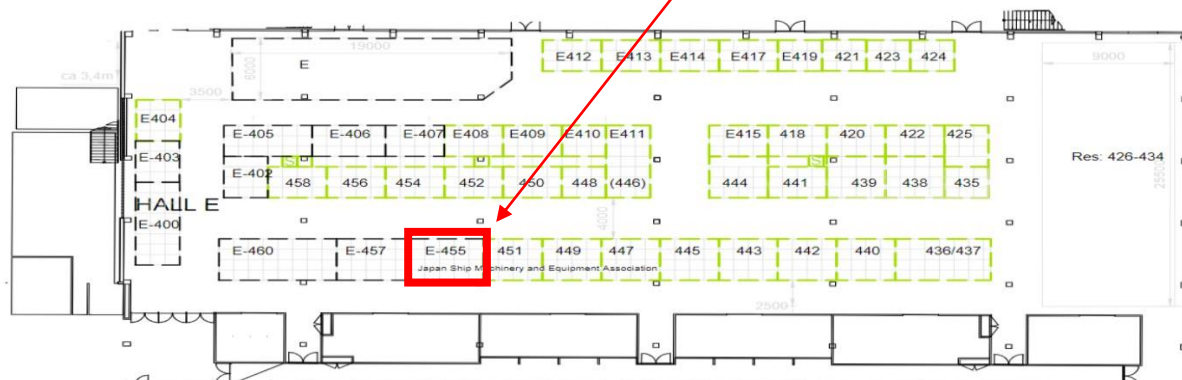 19000
E
6000
ca 3,4m
3500
E412 E413 E414 E417 E419 421 423 424
9000
E404
E-405 E-406 E-407 E408 E409 E410 E411 E415 418 420 422 425
E-403
S S S
Res: 426-434
E-402 458 456 454 452 450 448 (446) 444 441 439 438 435
2550
HALL E
4000
E-400
E-460 E-457 E-455 451 449 447 445 443 442 440 436/437
Japan Ship Machinery and Equipment Association
2500